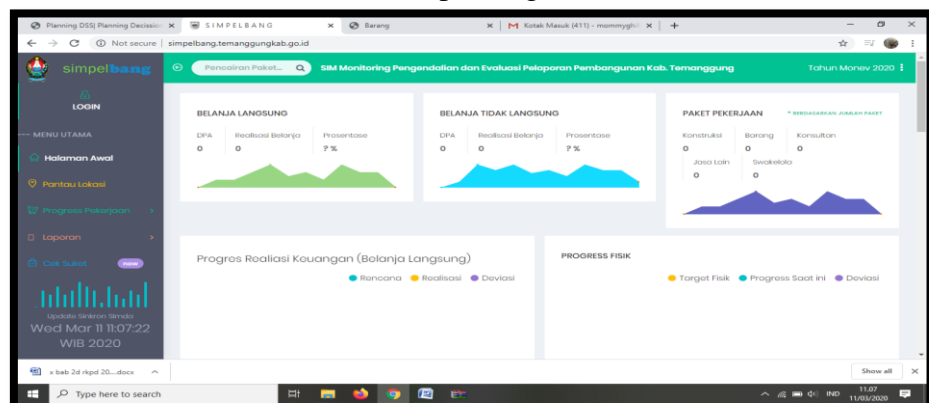 Planning DSS| Planning Decission
SIMPELBANG
Barang
Kotak Masuk (411) - mommygh
Not secure | simpelbang.temanggungkab.go.id
simpelbang
Pencairan Paket...
SIM Monitoring Pengendalian dan Evaluasi Pelaporan Pembangunan Kab. Temanggung
Tahun Monev 2020
LOGIN
MENU UTAMA
Halaman Awal
Pantau Lokasi
Progress Pekerjaan
Laporan
Cek Suket
new
Update Sinkron Simda
Wed Mar 11 11:07:22
WIB 2020
BELANJA LANGSUNG
DPA Realisasi Belanja Prosentase
0 0 ? %
BELANJA TIDAK LANGSUNG
DPA Realisasi Belanja Prosentase
0 0 ? %
PAKET PEKERJAAN * BERDASARKAN JUMLAH PAKET
Konstruksi Barang Konsultan
0 0 0
Jasa Lain Swakelola
0 0
Progres Realiasi Keuangan (Belanja Langsung)
Rencana Realisasi Deviasi
PROGRESS FISIK
Target Fisik Progress Saat ini Deviasi
x bab 2d rkpd 20....docx
Show all
Type here to search
IND
11.07
11/03/2020